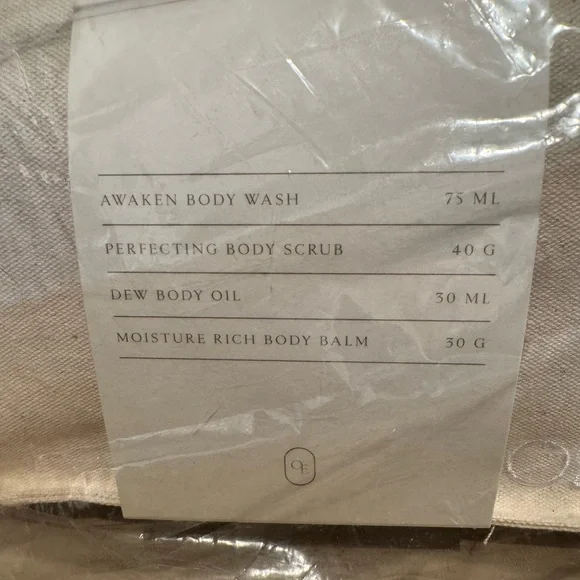 AWAKEN BODY WASH 75 ML
PERFECTING BODY SCRUB 40 G
DEW BODY OIL 30 ML
MOISTURE RICH BODY BALM 30 G
OE